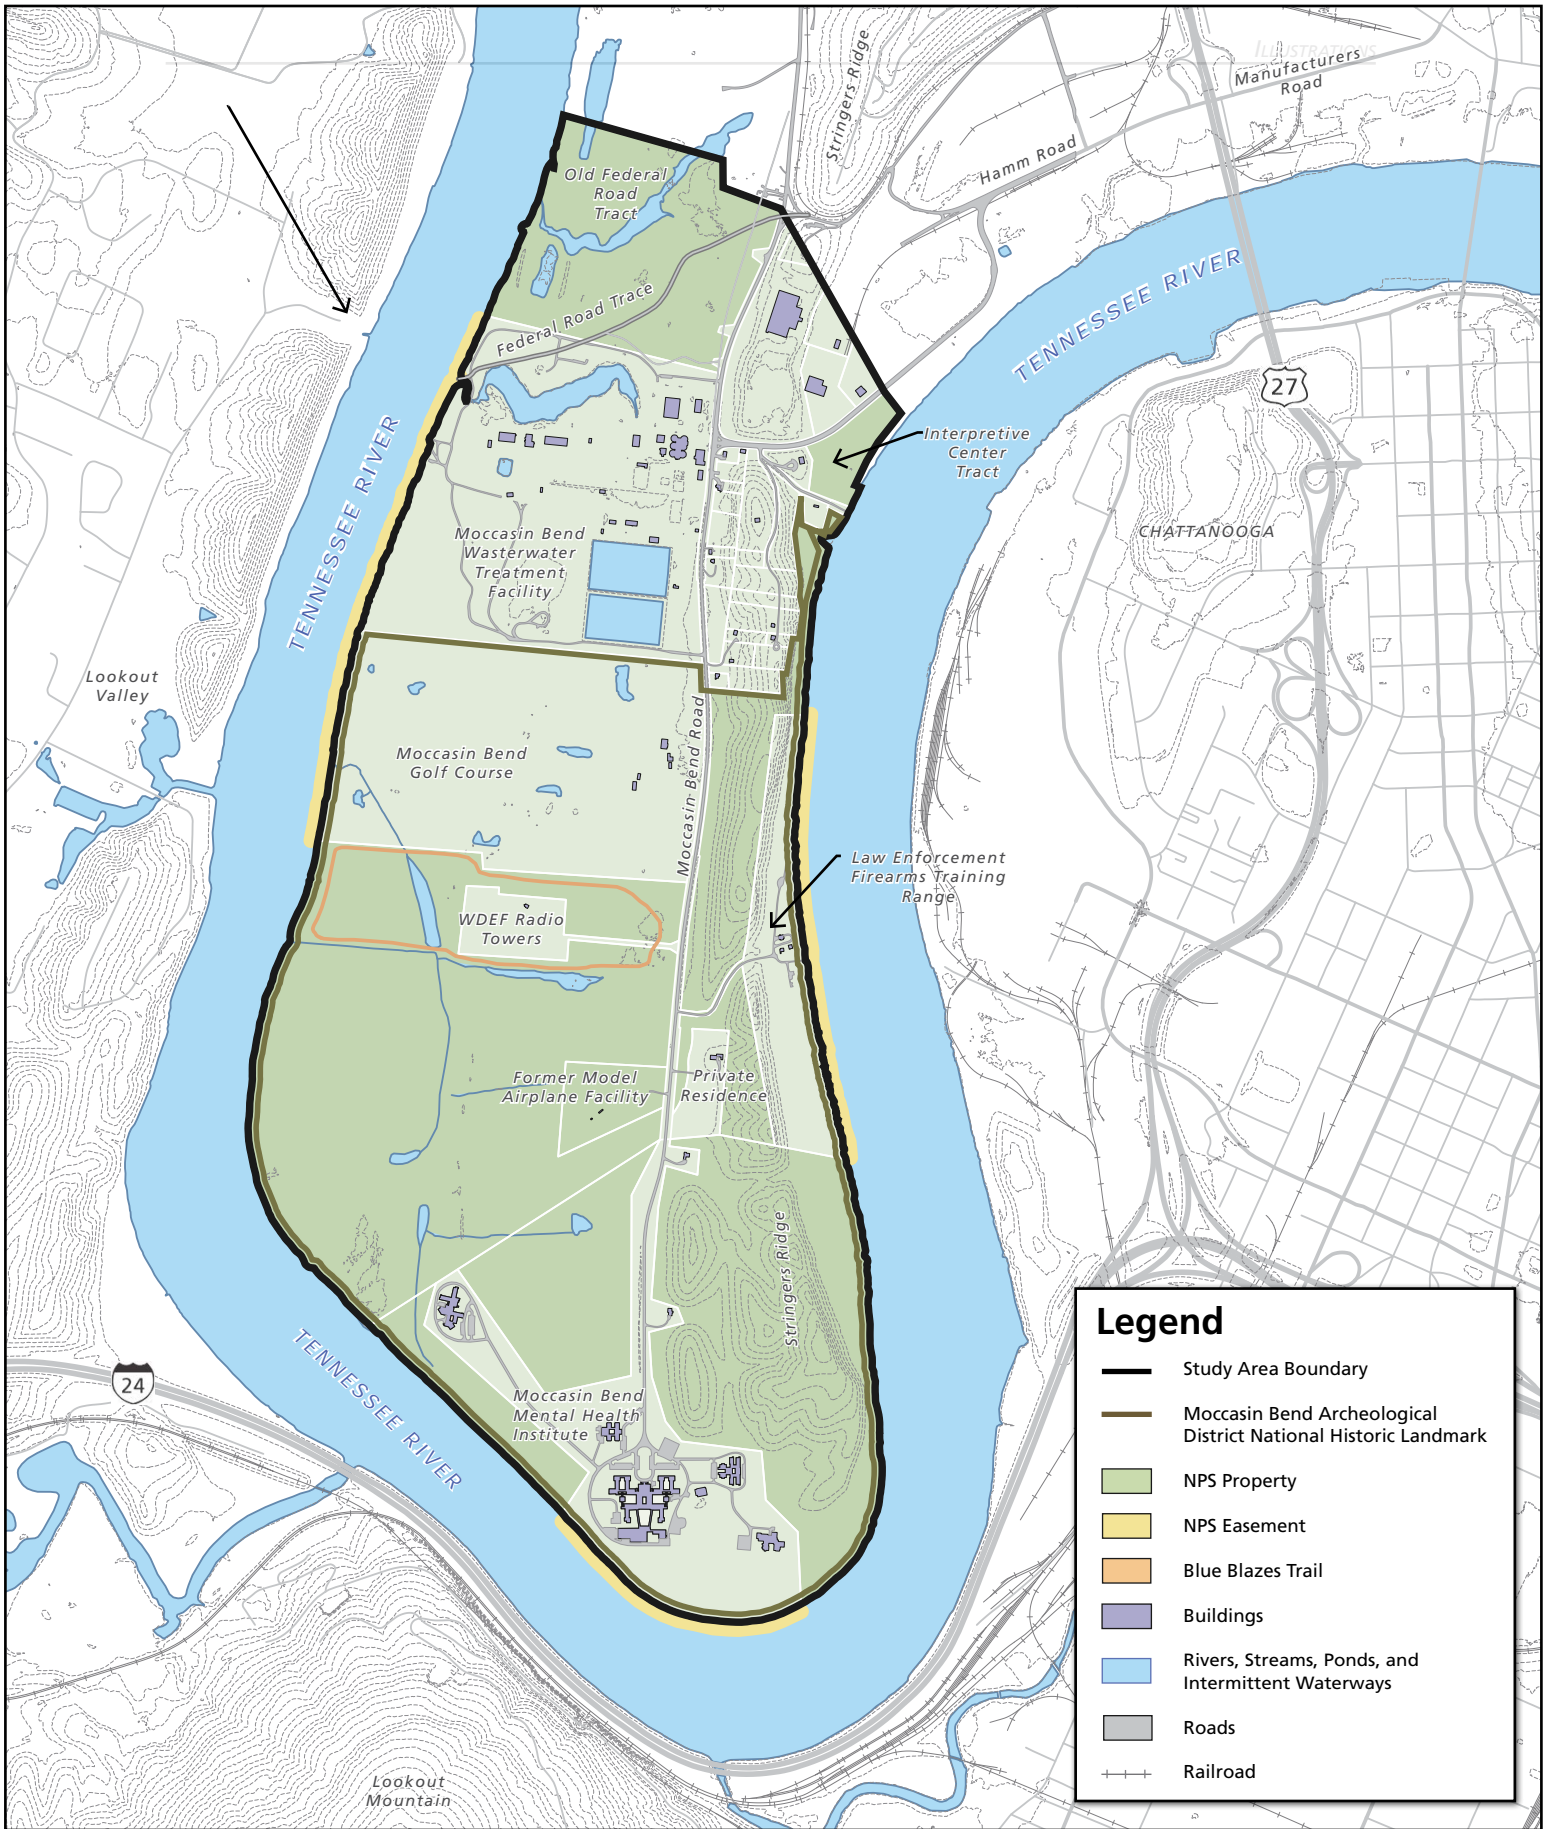 ILLUSTRATIONS
Manufacturers
Road
Stringers Ridge
Hamm Road
Old Federal
Road
Tract
Federal Road Trace
TENNESSEE RIVER
27
Interpretive
Center
Tract
TENNESSEE RIVER
CHATTANOOGA
Moccasin Bend
Wasterwater
Treatment
Facility
Lookout
Valley
Moccasin Bend
Golf Course
Moccasin Bend Road
Law Enforcement
Firearms Training
Range
WDEF Radio
Towers
Former Model
Airplane Facility
Private
Residence
Stringers Ridge
24
TENNESSEE RIVER
Moccasin Bend
Mental Health
Institute
Lookout
Mountain
Legend
Study Area Boundary
Moccasin Bend Archeological
District National Historic Landmark
NPS Property
NPS Easement
Blue Blazes Trail
Buildings
Rivers, Streams, Ponds, and
Intermittent Waterways
Roads
Railroad